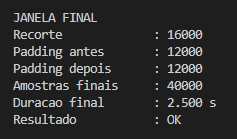 JANELA FINAL
Recorte : 16000
Padding antes : 12000
Padding depois : 12000
Amostras finais : 40000
Duracao final : 2.500 s
Resultado : OK